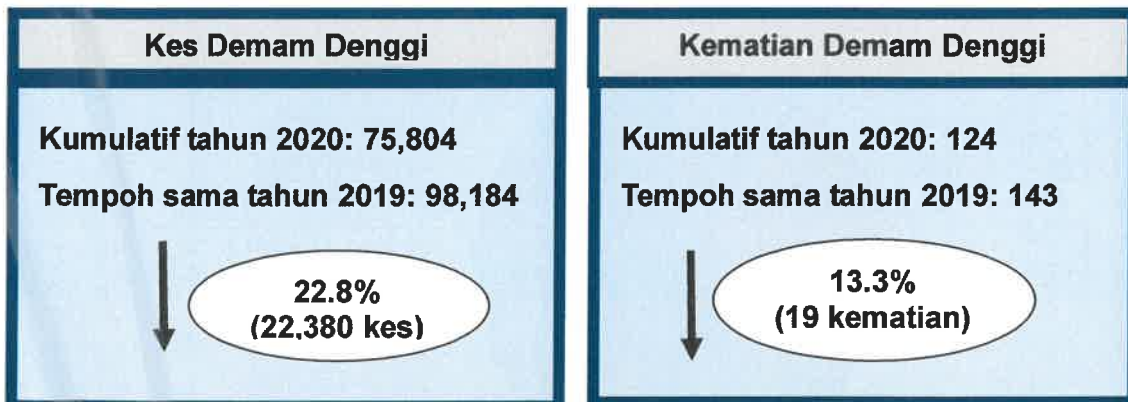 Kes Demam Denggi
Kumulatif tahun 2020: 75,804
Tempoh sama tahun 2019: 98,184
22.8%
(22,380 kes)
Kematian Demam Denggi
Kumulatif tahun 2020: 124
Tempoh sama tahun 2019: 143
13.3%
(19 kematian)